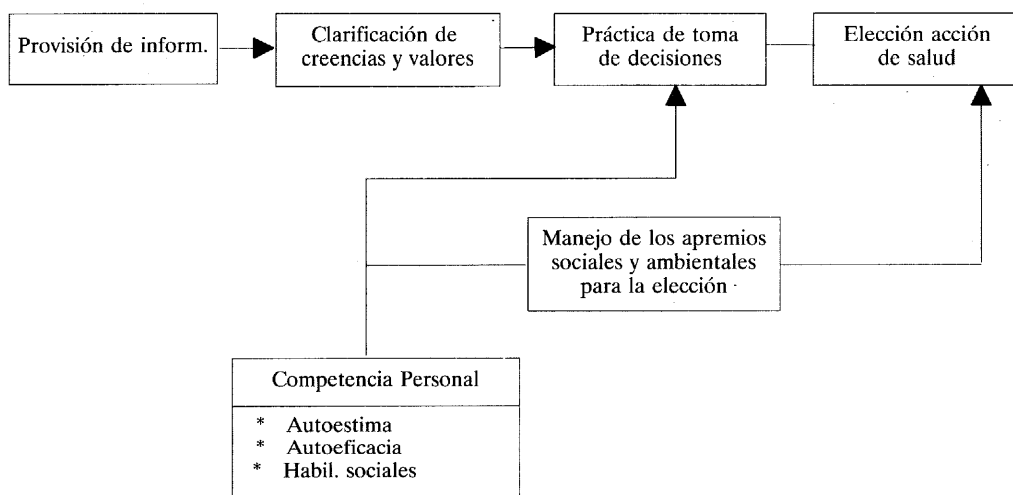 Provisión de inform.
Clarificación de
creencias y valores
Práctica de toma
de decisiones
Elección acción
de salud
Manejo de los apremios
sociales y ambientales
para la elección
Competencia Personal
* Autoestima
* Autoeficacia
* Habil. sociales